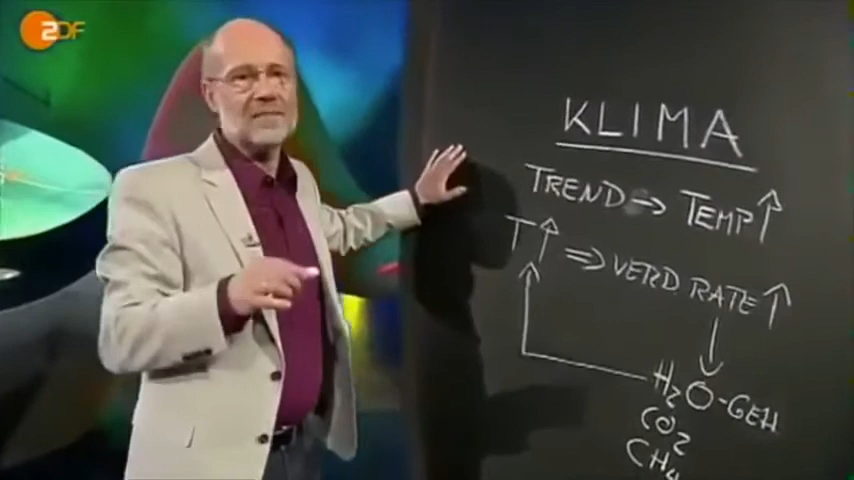 ZDF
KLIMA
TREND → TEMP ↑
T ↑ ⇒ VERD. RATE ↑
H₂O-GEH
CO₂
CH₄